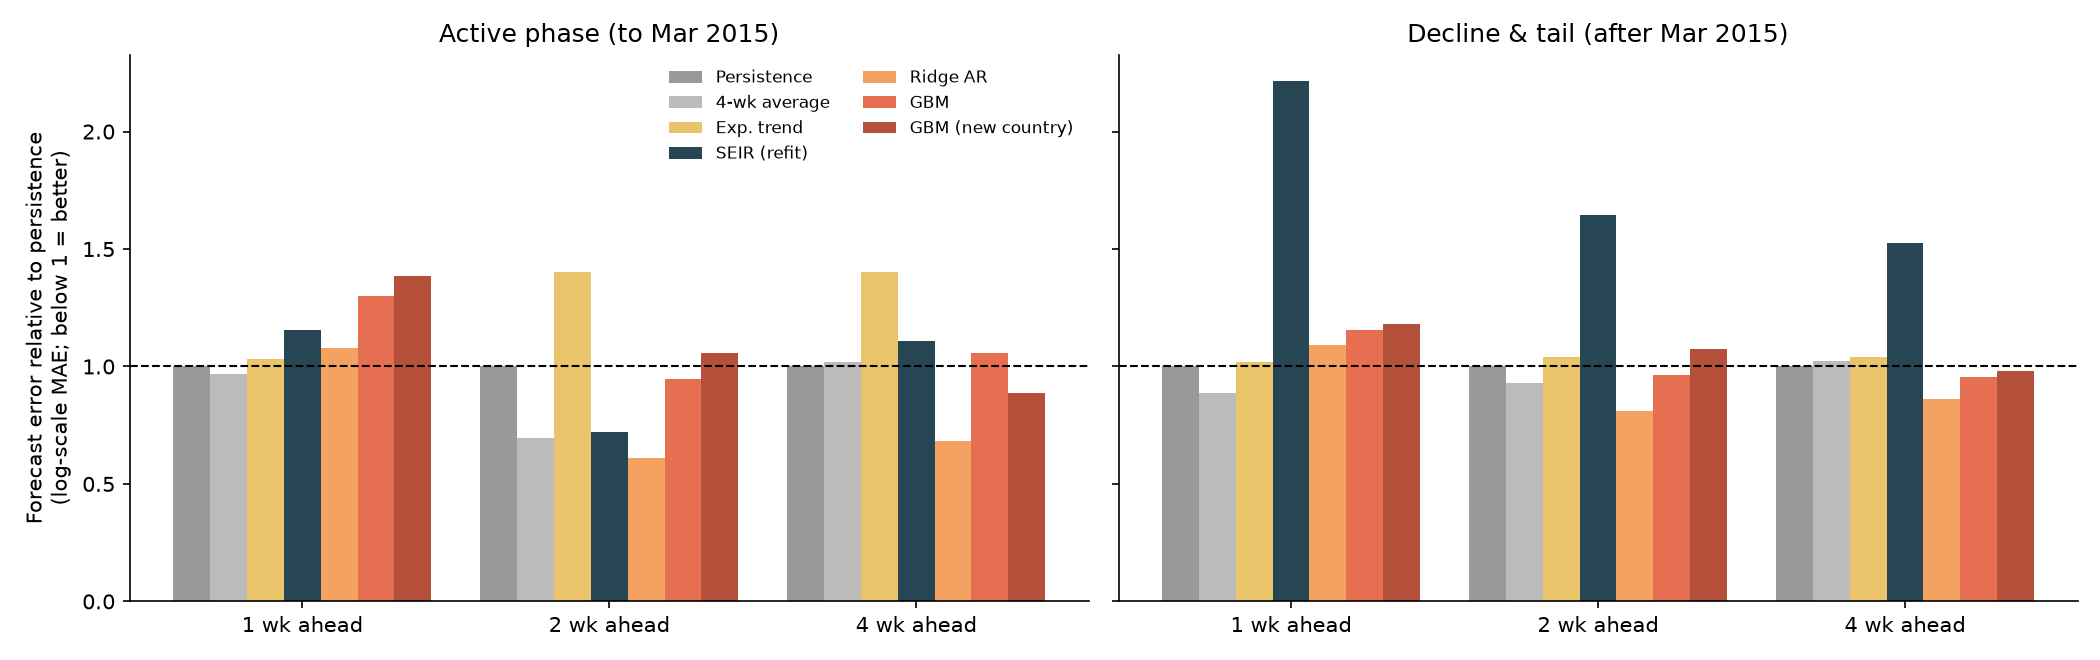 Active phase (to Mar 2015)
Decline & tail (after Mar 2015)
Forecast error relative to persistence
(log-scale MAE; below 1 = better)
Persistence
4-wk average
Exp. trend
SEIR (refit)
Ridge AR
GBM
GBM (new country)
2.0
1.5
1.0
0.5
0.0
1 wk ahead
2 wk ahead
4 wk ahead
1 wk ahead
2 wk ahead
4 wk ahead